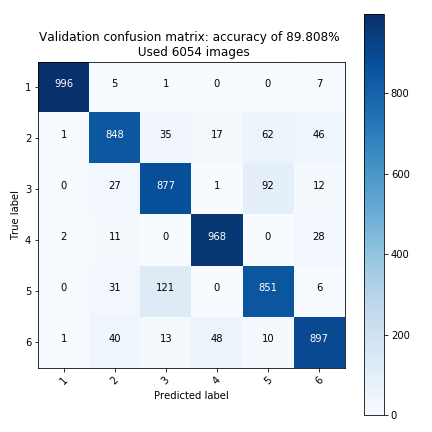 Validation confusion matrix: accuracy of 89.808%
Used 6054 images
True label
1 996 5 1 0 0 7
2 1 848 35 17 62 46
3 0 27 877 1 92 12
4 2 11 0 968 0 28
5 0 31 121 0 851 6
6 1 40 13 48 10 897
1 2 3 4 5 6
Predicted label
800
600
400
200
0